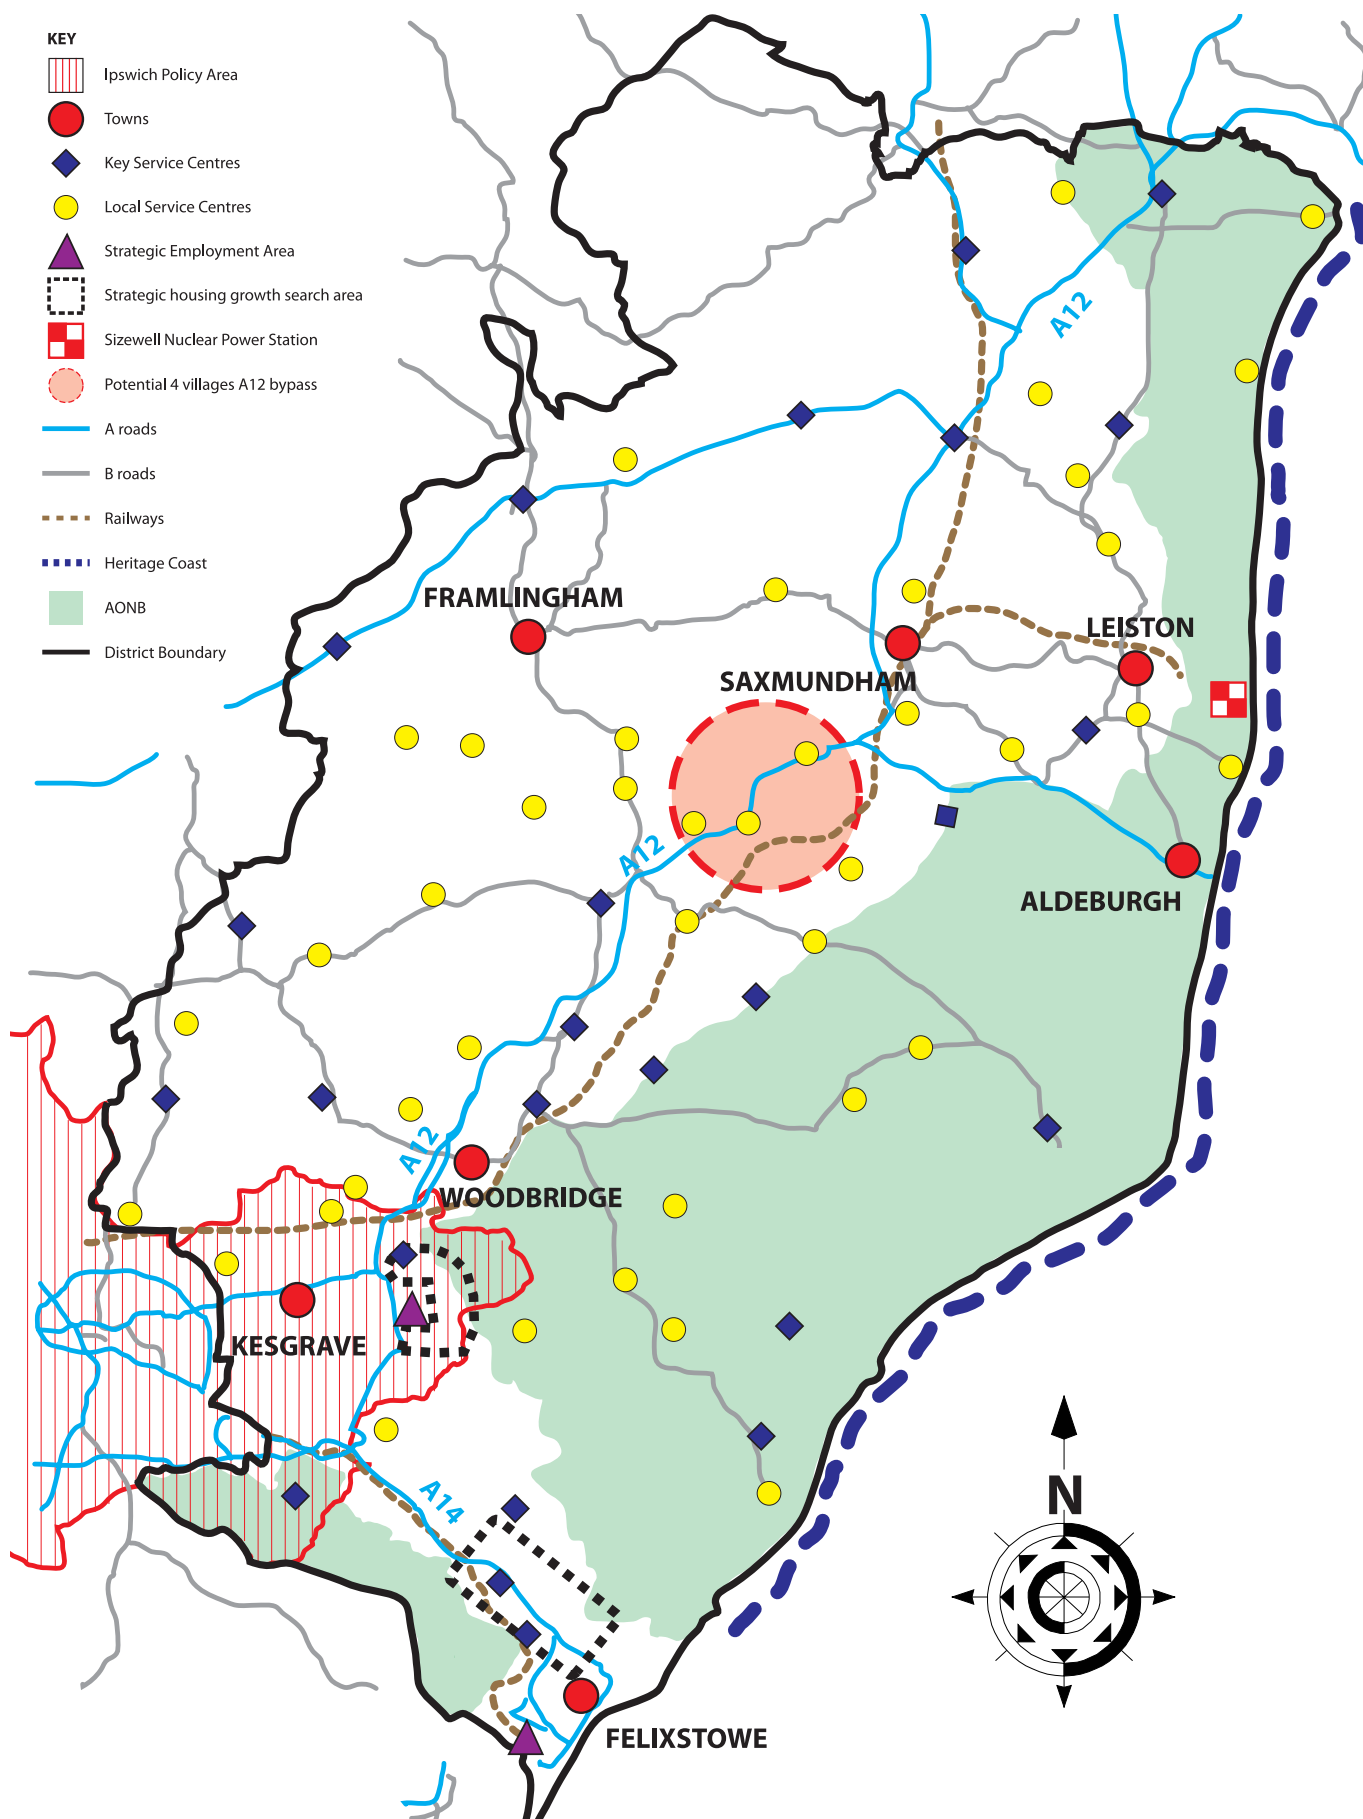 KEY
Ipswich Policy Area
Towns
Key Service Centres
Local Service Centres
Strategic Employment Area
Strategic housing growth search area
Sizewell Nuclear Power Station
Potential 4 villages A12 bypass
A roads
B roads
Railways
Heritage Coast
AONB
District Boundary
A12
FRAMLINGHAM
LEISTON
SAXMUNDHAM
A12
ALDEBURGH
A12
WOODBRIDGE
KESGRAVE
A14
N
FELIXSTOWE